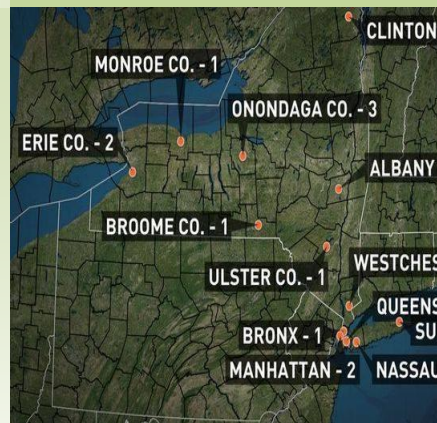 CLINTON
MONROE CO. - 1
ONONDAGA CO. - 3
ERIE CO. - 2
ALBANY
BROOME CO. - 1
WESTCHES
ULSTER CO. - 1
QUEENS
SU
BRONX - 1
MANHATTAN - 2
NASSAU